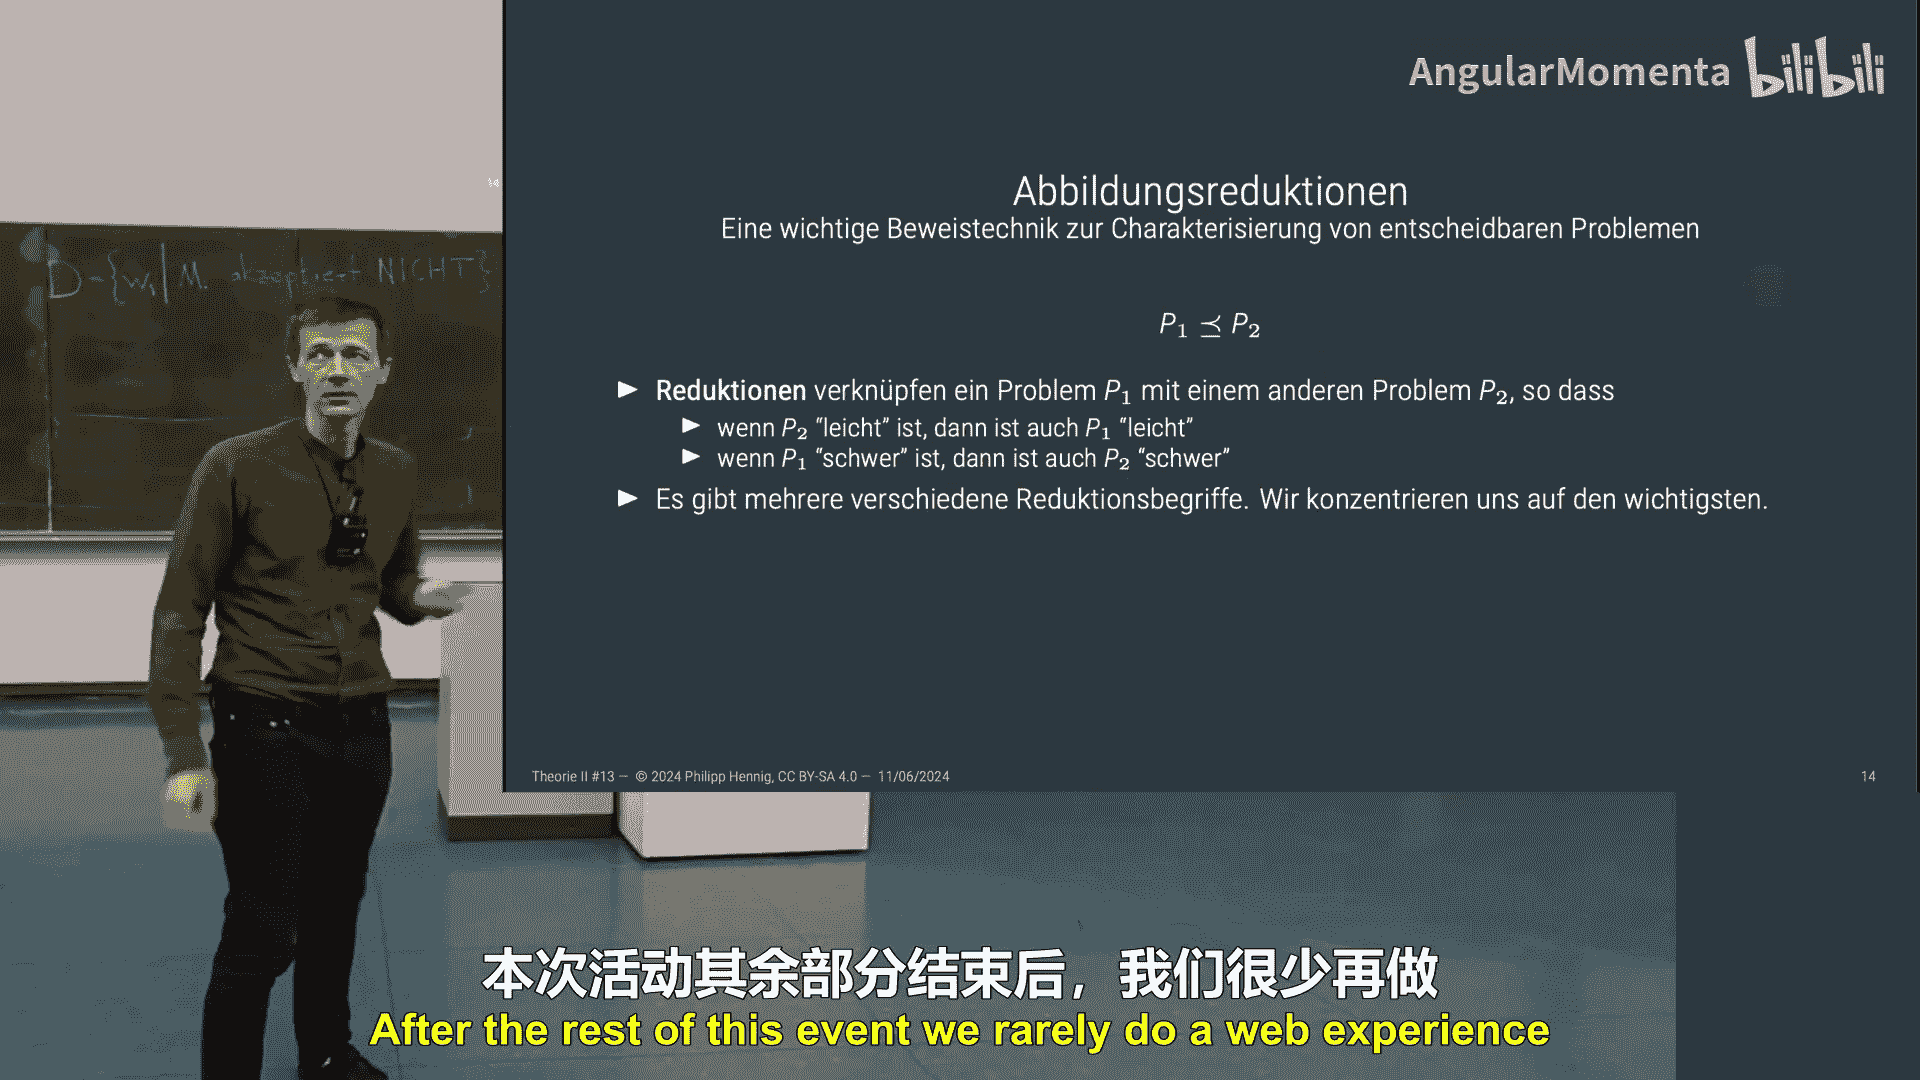 AngularMomenta bilibili
14
Abbildungsreduktionen
Eine wichtige Beweistechnik zur Charakterisierung von entscheidbaren Problemen
D={wᵢ| Mᵢ akzeptiert NICHT}
P₁ ⪯ P₂
► Reduktionen verknüpfen ein Problem P₁ mit einem anderen Problem P₂, so dass
► wenn P₂ “leicht” ist, dann ist auch P₁ “leicht”
► wenn P₁ “schwer” ist, dann ist auch P₂ “schwer”
► Es gibt mehrere verschiedene Reduktionsbegriffe. Wir konzentrieren uns auf den wichtigsten.
Theorie II #13 — © 2024 Philipp Hennig, CC BY-SA 4.0 — 11/06/2024
14
本次活动其余部分结束后，我们很少再做
After the rest of this event we rarely do a web experience